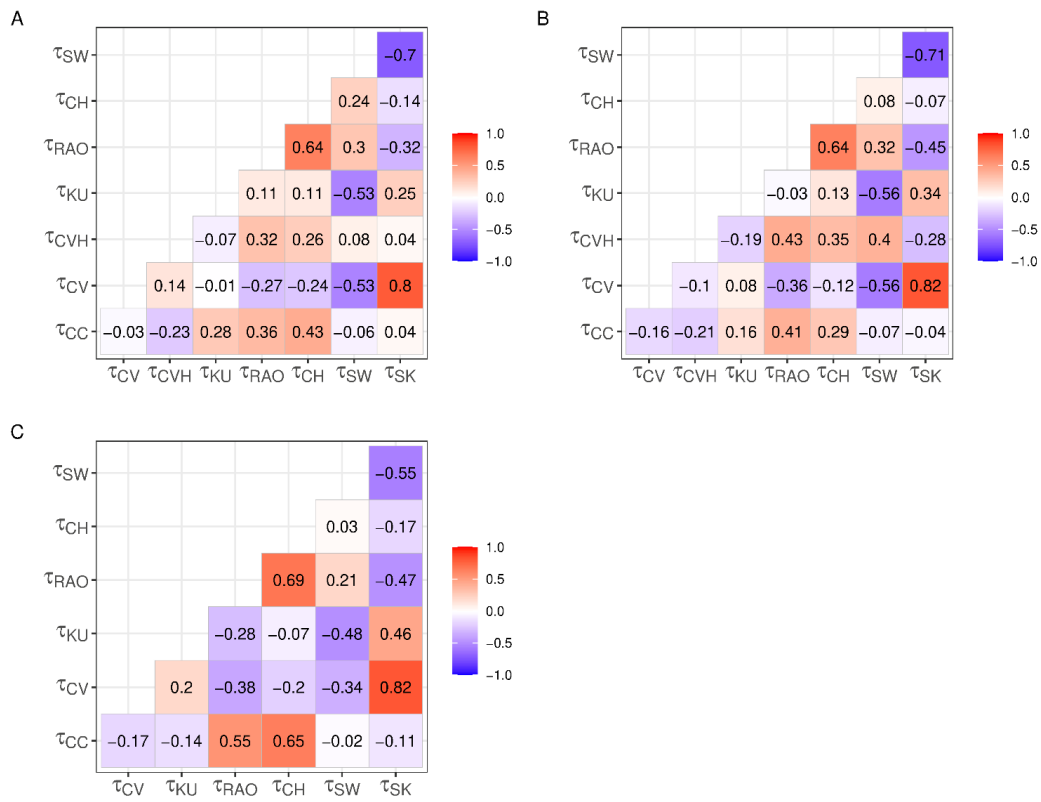 A
τSW −0.7
τCH 0.24 −0.14
τRAO 0.64 0.3 −0.32
τKU 0.11 0.11 −0.53 0.25
τCVH −0.07 0.32 0.26 0.08 0.04
τCV 0.14 −0.01 −0.27 −0.24 −0.53 0.8
τCC −0.03 −0.23 0.28 0.36 0.43 −0.06 0.04
τCV τCVH τKU τRAO τCH τSW τSK
1.0
0.5
0.0
−0.5
−1.0
B
τSW −0.71
τCH 0.08 −0.07
τRAO 0.64 0.32 −0.45
τKU −0.03 0.13 −0.56 0.34
τCVH −0.19 0.43 0.35 0.4 −0.28
τCV −0.1 0.08 −0.36 −0.12 −0.56 0.82
τCC −0.16 −0.21 0.16 0.41 0.29 −0.07 −0.04
τCV τCVH τKU τRAO τCH τSW τSK
1.0
0.5
0.0
−0.5
−1.0
C
τSW −0.55
τCH 0.03 −0.17
τRAO 0.69 0.21 −0.47
τKU −0.28 −0.07 −0.48 0.46
τCV 0.2 −0.38 −0.2 −0.34 0.82
τCC −0.17 −0.14 0.55 0.65 −0.02 −0.11
τCV τKU τRAO τCH τSW τSK
1.0
0.5
0.0
−0.5
−1.0